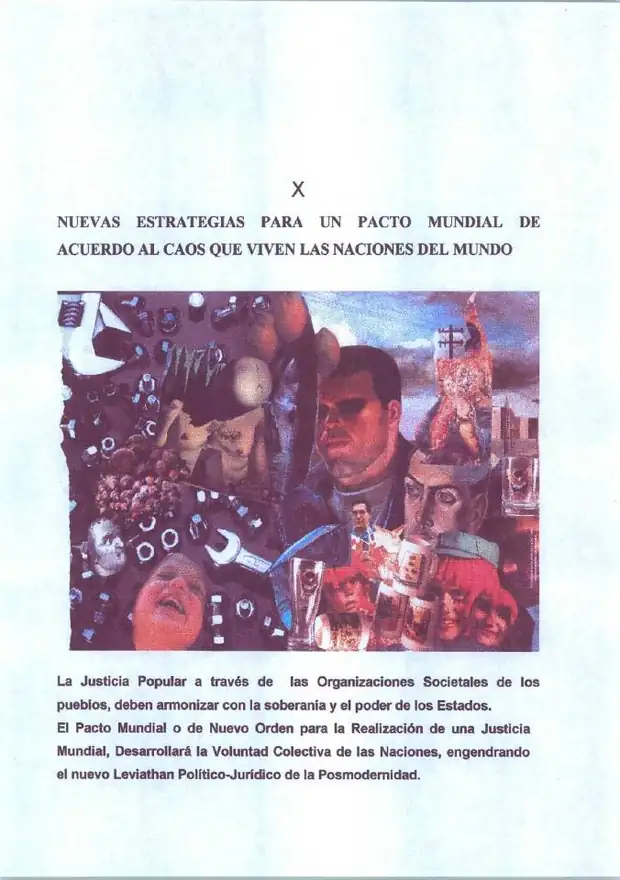 X
NUEVAS ESTRATEGIAS PARA UN PACTO MUNDIAL DE
ACUERDO AL CAOS QUE VIVEN LAS NACIONES DEL MUNDO
La Justicia Popular a través de las Organizaciones Societales de los
pueblos, deben armonizar con la soberanía y el poder de los Estados.
El Pacto Mundial o de Nuevo Orden para la Realización de una Justicia
Mundial, Desarrollará la Voluntad Colectiva de las Naciones, engendrando
el nuevo Leviathan Político-Jurídico de la Posmodernidad.